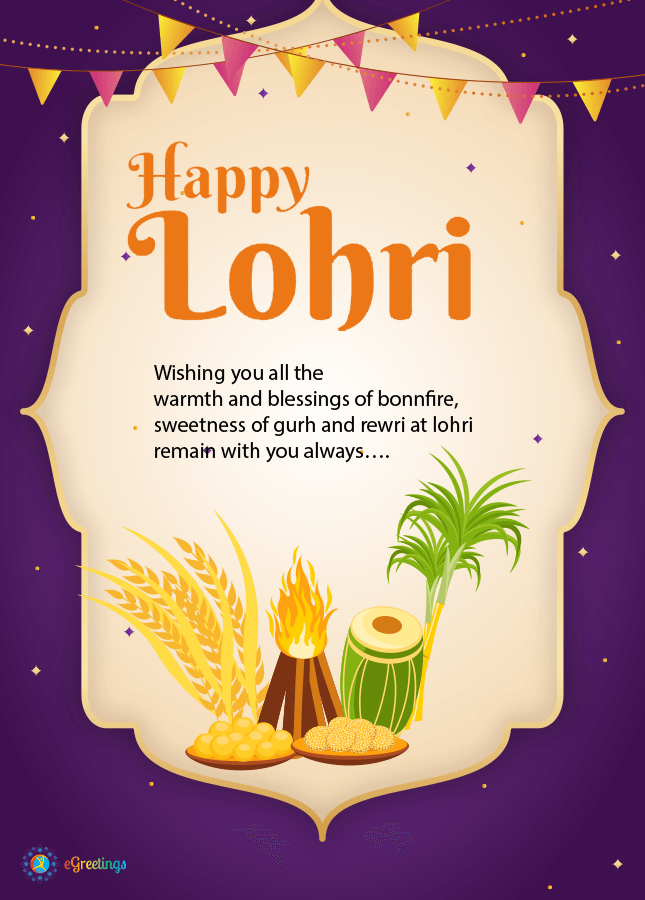 Happy
Lohri
Wishing you all the
warmth and blessings of bonnfire,
sweetness of gurh and rewri at lohri
remain with you always....
eGreetings